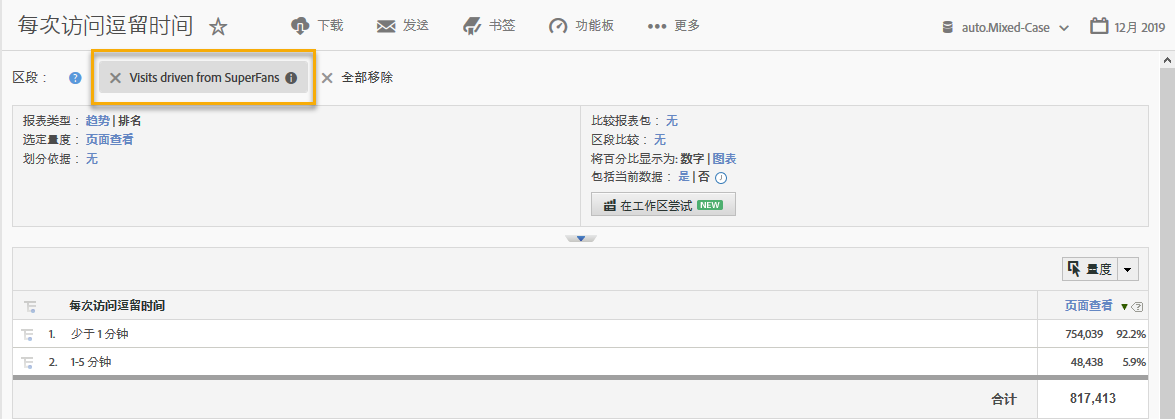 每次访问逗留时间 下载 发送 书签 功能板 更多 auto.Mixed-Case 12月 2019
区段： Visits driven from SuperFans 全部移除
报表类型： 趋势 | 排名
选定量度： 页面查看
划分依据： 无
比较报表包： 无
区段比较： 无
将百分比显示为: 数字 | 图表
包括当前数据： 是 | 否
在工作区尝试 NEW
量度
每次访问逗留时间 页面查看
1. 少于 1 分钟 754,039 92.2%
2. 1-5 分钟 48,438 5.9%
合计 817,413